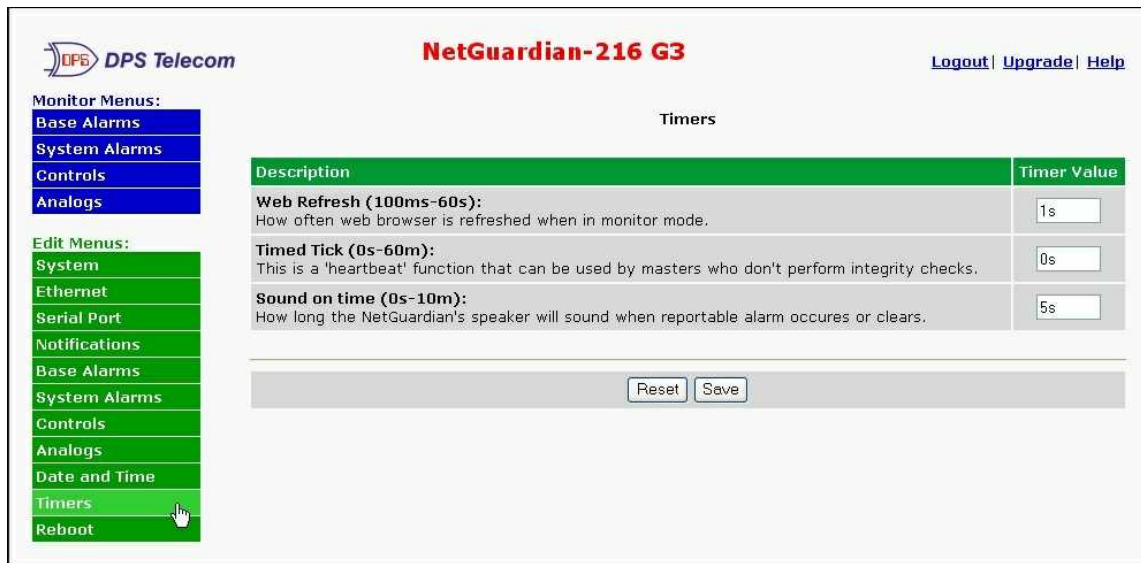 DPS DPS Telecom
NetGuardian-216 G3
Logout| Upgrade| Help
Monitor Menus:
Base Alarms
System Alarms
Controls
Analogs
Edit Menus:
System
Ethernet
Serial Port
Notifications
Base Alarms
System Alarms
Controls
Analogs
Date and Time
Timers
Reboot
Timers
Description Timer Value
Web Refresh (100ms-60s):
How often web browser is refreshed when in monitor mode.
1s
Timed Tick (0s-60m):
This is a 'heartbeat' function that can be used by masters who don't perform integrity checks.
0s
Sound on time (0s-10m):
How long the NetGuardian's speaker will sound when reportable alarm occures or clears.
5s
Reset Save